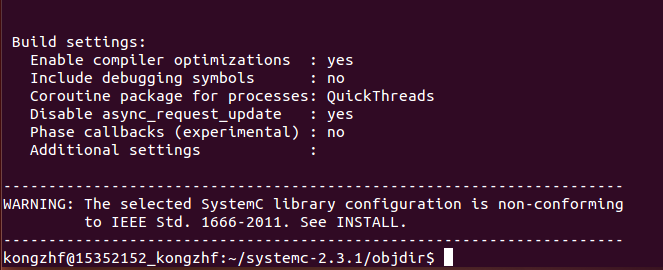 Build settings:
Enable compiler optimizations : yes
Include debugging symbols : no
Coroutine package for processes: QuickThreads
Disable async_request_update : yes
Phase callbacks (experimental) : no
Additional settings :
---------------------------------------------------------------------
WARNING: The selected SystemC library configuration is non-conforming
to IEEE Std. 1666-2011. See INSTALL.
---------------------------------------------------------------------
kongzhf@15352152_kongzhf:~/systemc-2.3.1/objdir$